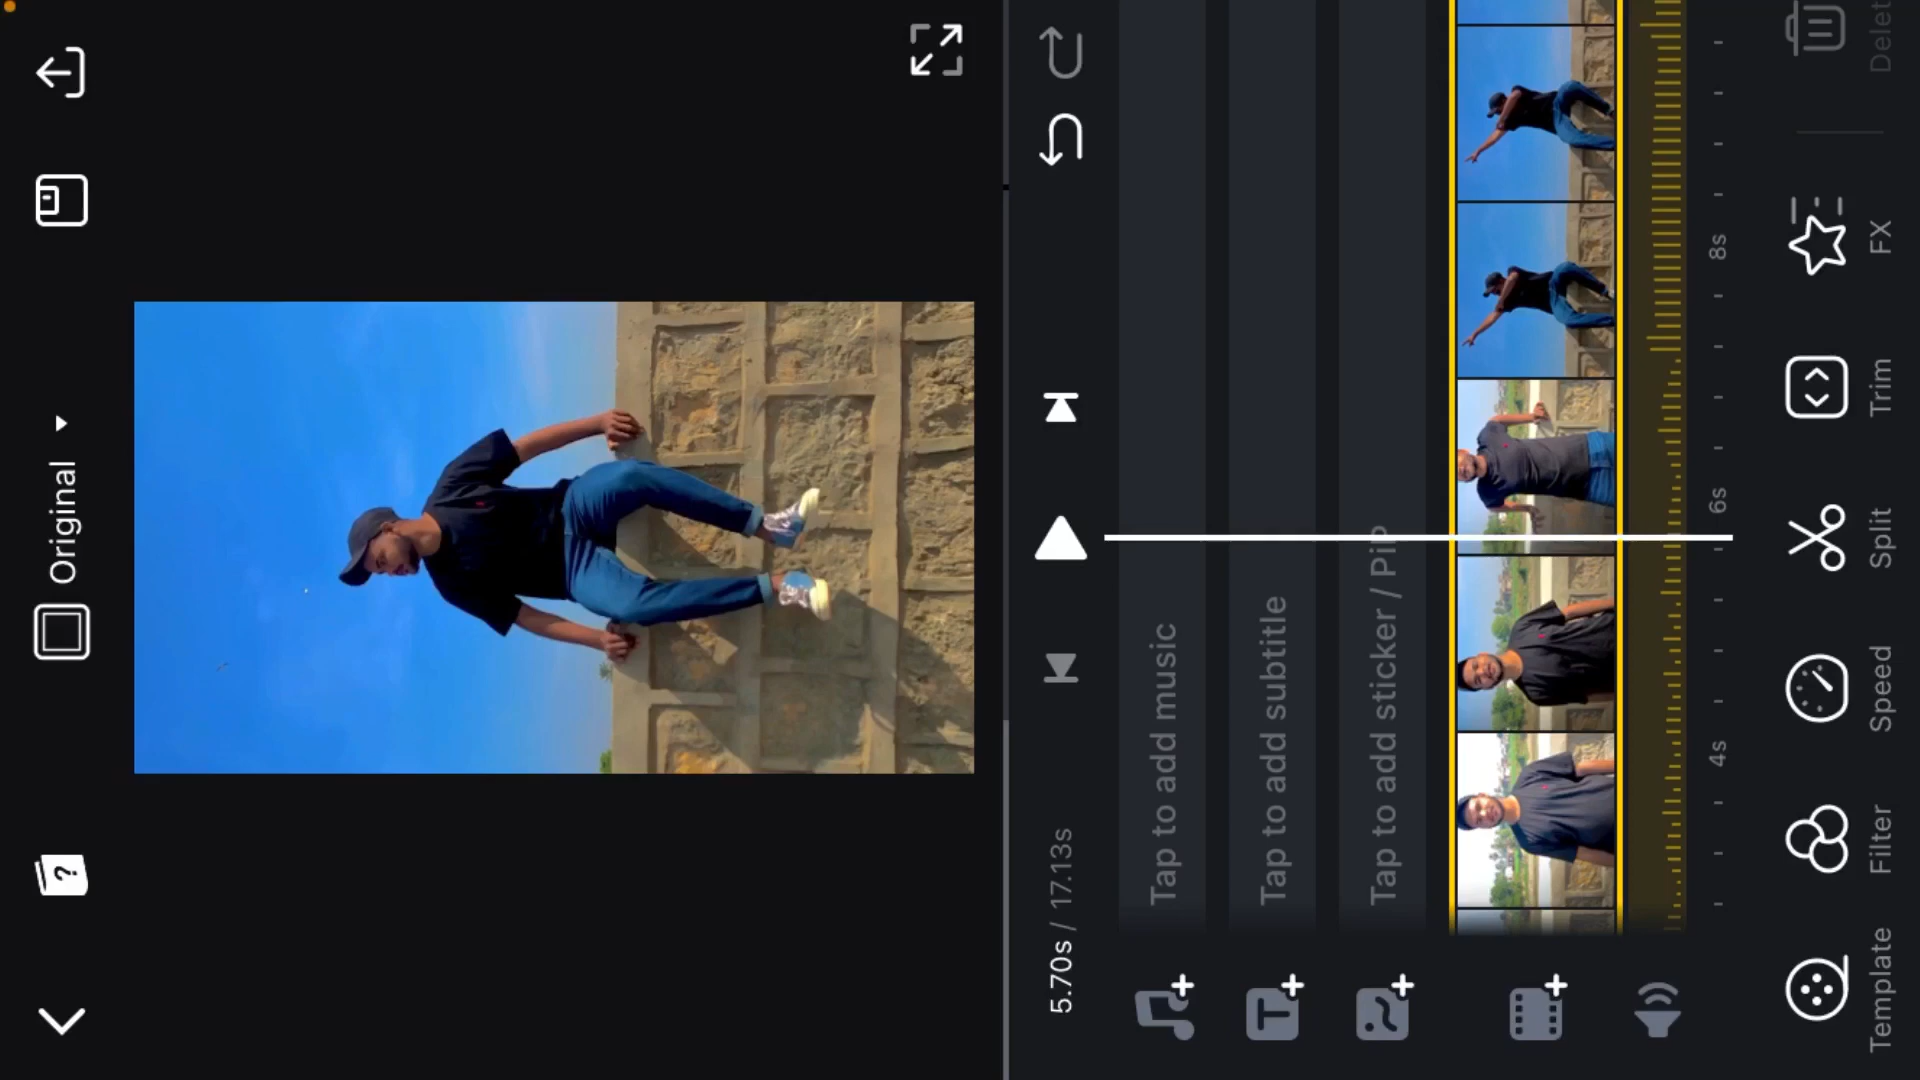 Original
5.70s / 17.13s
Tap to add music
Tap to add subtitle
Tap to add sticker / PiP
4s 6s 8s
Template Filter Speed Split Trim FX Delet